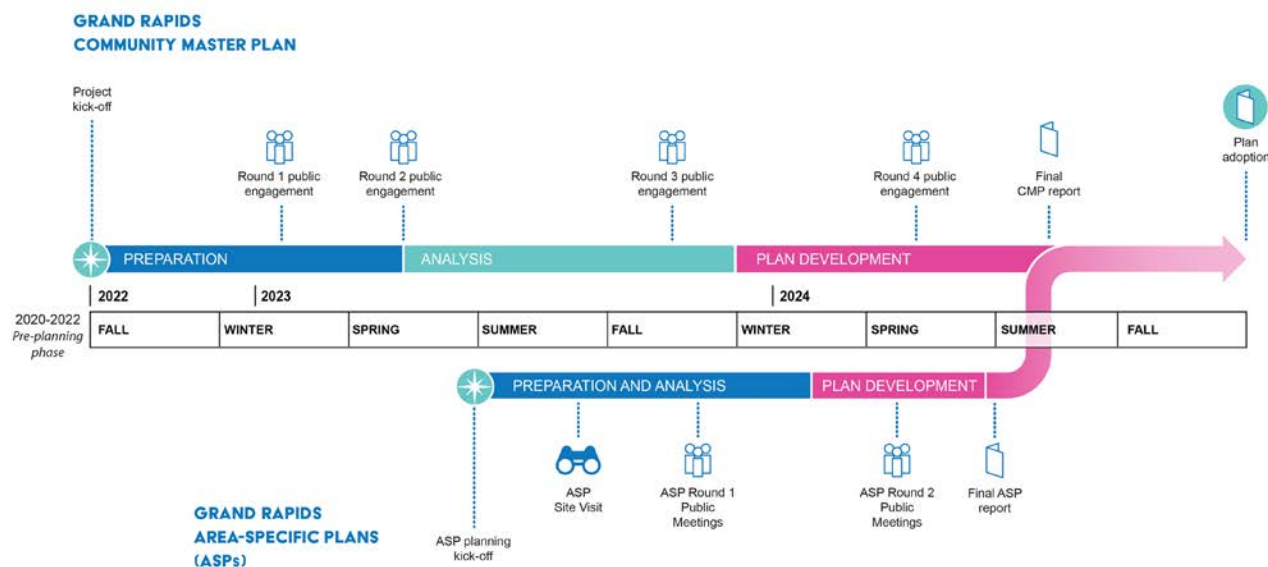 GRAND RAPIDS
COMMUNITY MASTER PLAN
Project
kick-off
Round 1 public
engagement
Round 2 public
engagement
Round 3 public
engagement
Round 4 public
engagement
Final
CMP report
Plan
adoption
PREPARATION
ANALYSIS
PLAN DEVELOPMENT
2022
2023
2024
2020-2022
Pre-planning
phase
FALL
WINTER
SPRING
SUMMER
FALL
WINTER
SPRING
SUMMER
FALL
PREPARATION AND ANALYSIS
PLAN DEVELOPMENT
ASP
Site Visit
ASP Round 1
Public
Meetings
ASP Round 2
Public
Meetings
Final ASP
report
ASP planning
kick-off
GRAND RAPIDS
AREA-SPECIFIC PLANS
(ASPs)